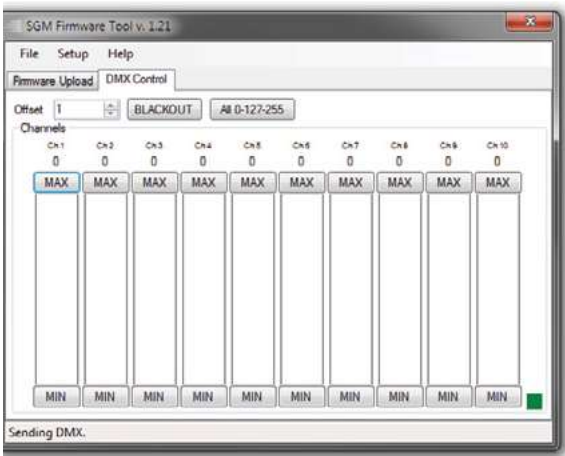 SGM Firmware Tool v. 1.21
File Setup Help
Firmware Upload DMX Control
Offset 1 BLACKOUT All 0-127-255
Channels
Ch 1 Ch 2 Ch 3 Ch 4 Ch 5 Ch 6 Ch 7 Ch 8 Ch 9 Ch 10
0 0 0 0 0 0 0 0 0 0
MAX MAX MAX MAX MAX MAX MAX MAX MAX MAX
MIN MIN MIN MIN MIN MIN MIN MIN MIN MIN
Sending DMX.